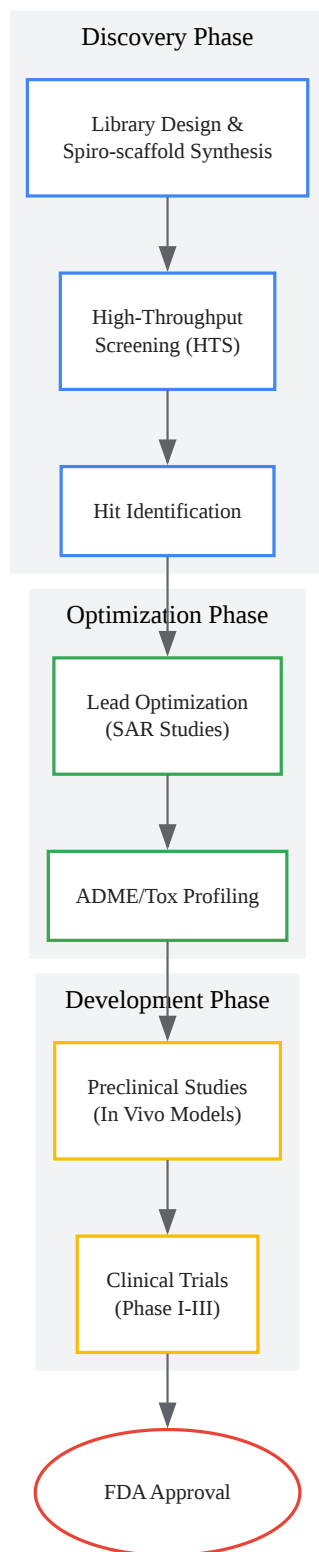 Discovery Phase
Library Design &
Spiro-scaffold Synthesis
High-Throughput
Screening (HTS)
Hit Identification
Optimization Phase
Lead Optimization
(SAR Studies)
ADME/Tox Profiling
Development Phase
Preclinical Studies
(In Vivo Models)
Clinical Trials
(Phase I-III)
FDA Approval